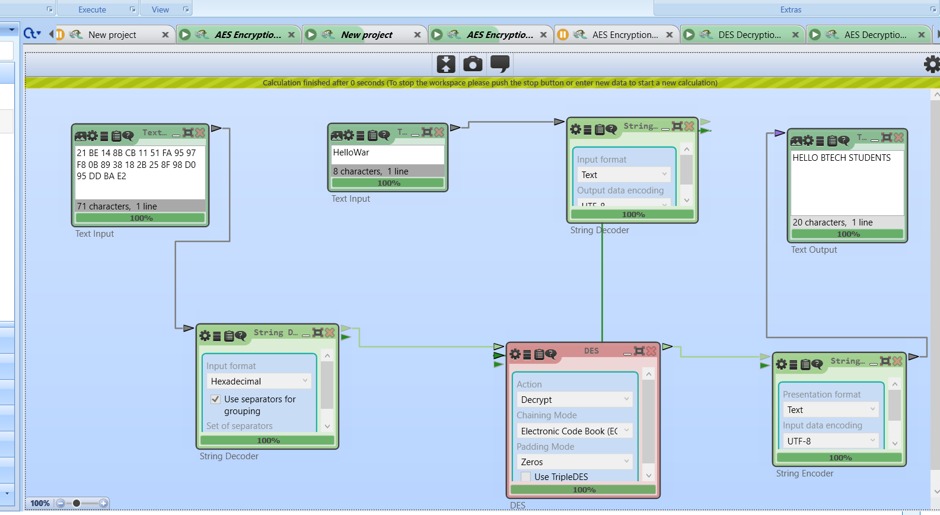 Execute
View
Extras
New project
AES Encryptio...
New project
AES Encryptio...
AES Encryption...
DES Decryptio...
AES Decryption...
Calculation finished after 0 seconds (To stop the workspace please push the stop button or enter new data to start a new calculation)
Text...
21 BE 14 8B CB 11 51 FA 95 97
F8 0B 89 38 18 2B 25 8F 98 D0
95 DD BA E2
71 characters, 1 line
100%
Text Input
T...
HelloWar
8 characters, 1 line
100%
Text Input
String...
Input format
Text
Output data encoding
UTF-8
100%
String Decoder
T...
HELLO BTECH STUDENTS
20 characters, 1 line
100%
Text Output
String D...
Input format
Hexadecimal
Use separators for
grouping
Set of separators
100%
String Decoder
DES
Action
Decrypt
Chaining Mode
Electronic Code Book (EC
Padding Mode
Zeros
Use TripleDES
100%
DES
String...
Presentation format
Text
Input data encoding
UTF-8
100%
String Encoder
100%